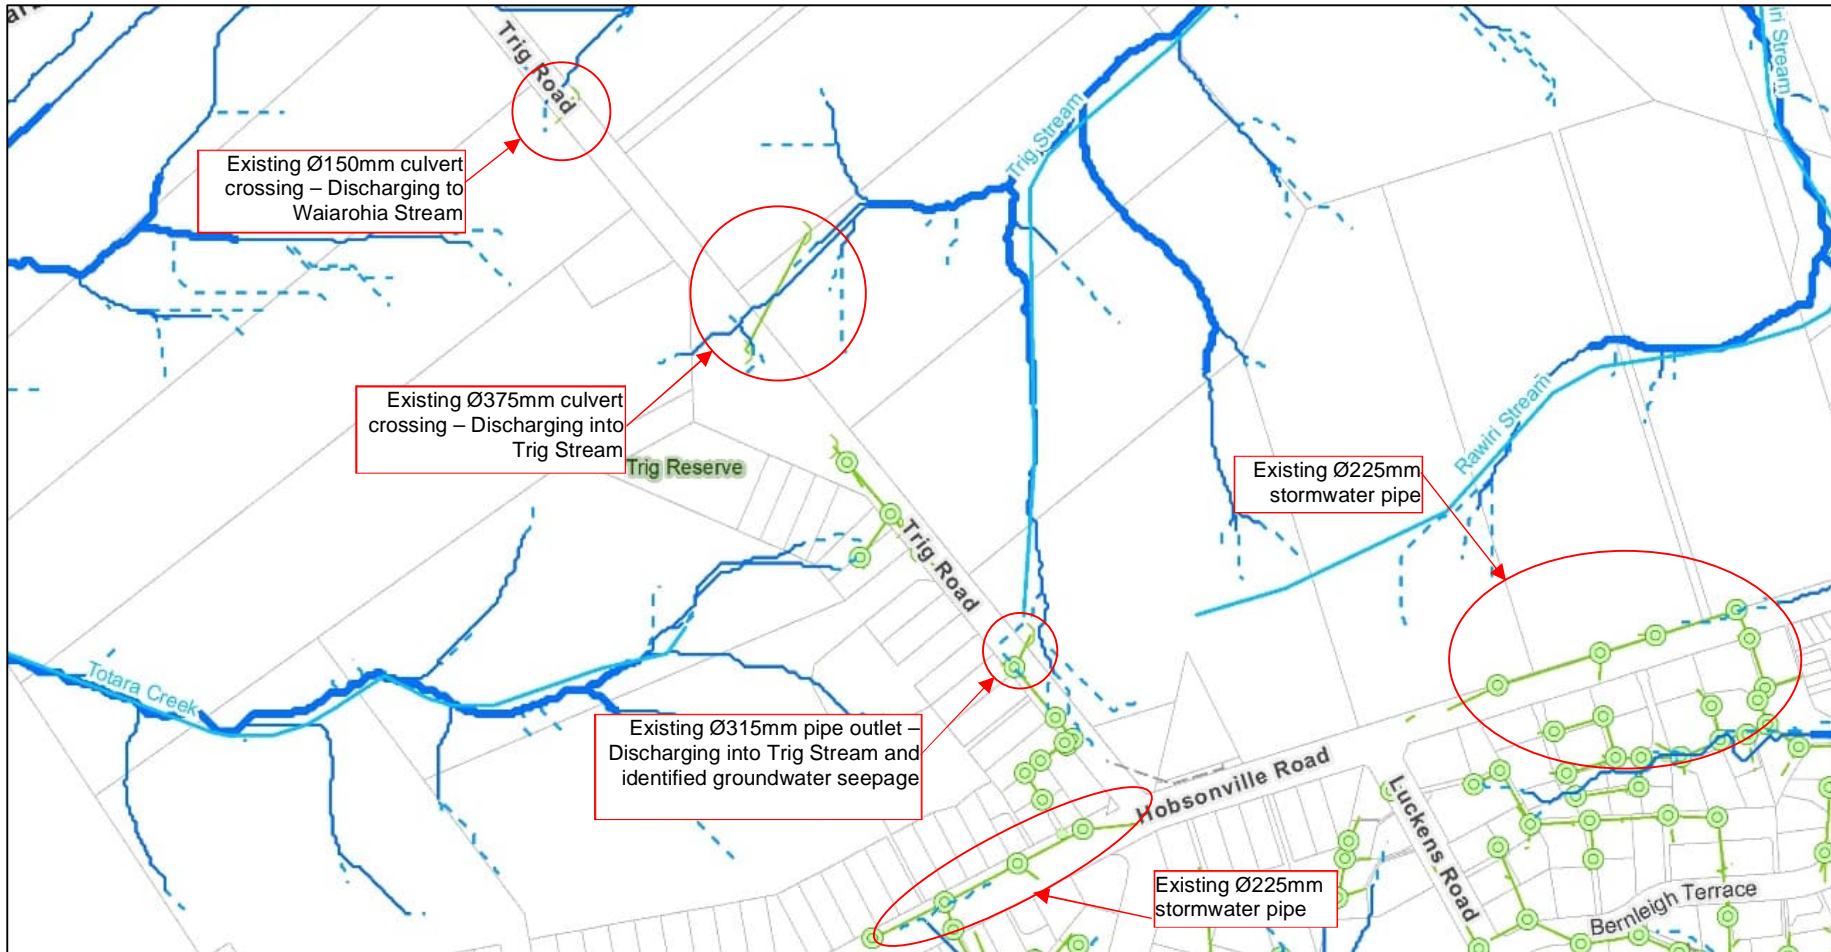 Trig Road
Existing Ø150mm culvert
crossing – Discharging to
Waiarohia Stream
Trig Stream
Existing Ø375mm culvert
crossing – Discharging into
Trig Stream
Trig Reserve
Rawiri Stream
Existing Ø225mm
stormwater pipe
Trig Road
Totara Creek
Existing Ø315mm pipe outlet –
Discharging into Trig Stream and
identified groundwater seepage
Hobsonville Road
Luckens Road
Existing Ø225mm
stormwater pipe
Bernleigh Terrace